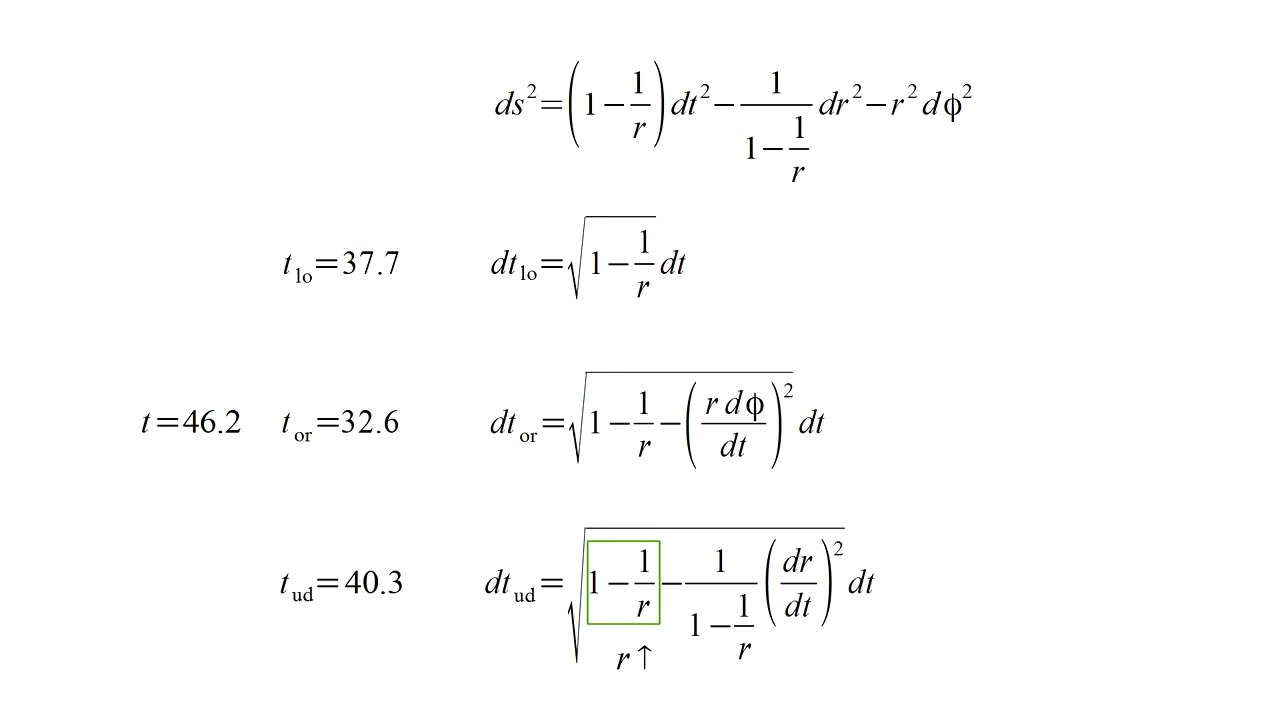 ds²=(1−1/r)dt²−1/(1−1/r)dr²−r²dϕ²
t_lo=37.7 dt_lo=√(1−1/r)dt
t=46.2 t_or=32.6 dt_or=√(1−1/r−(r dϕ/dt)²)dt
t_ud=40.3 dt_ud=√(1−1/r−1/(1−1/r)(dr/dt)²)dt
r↑